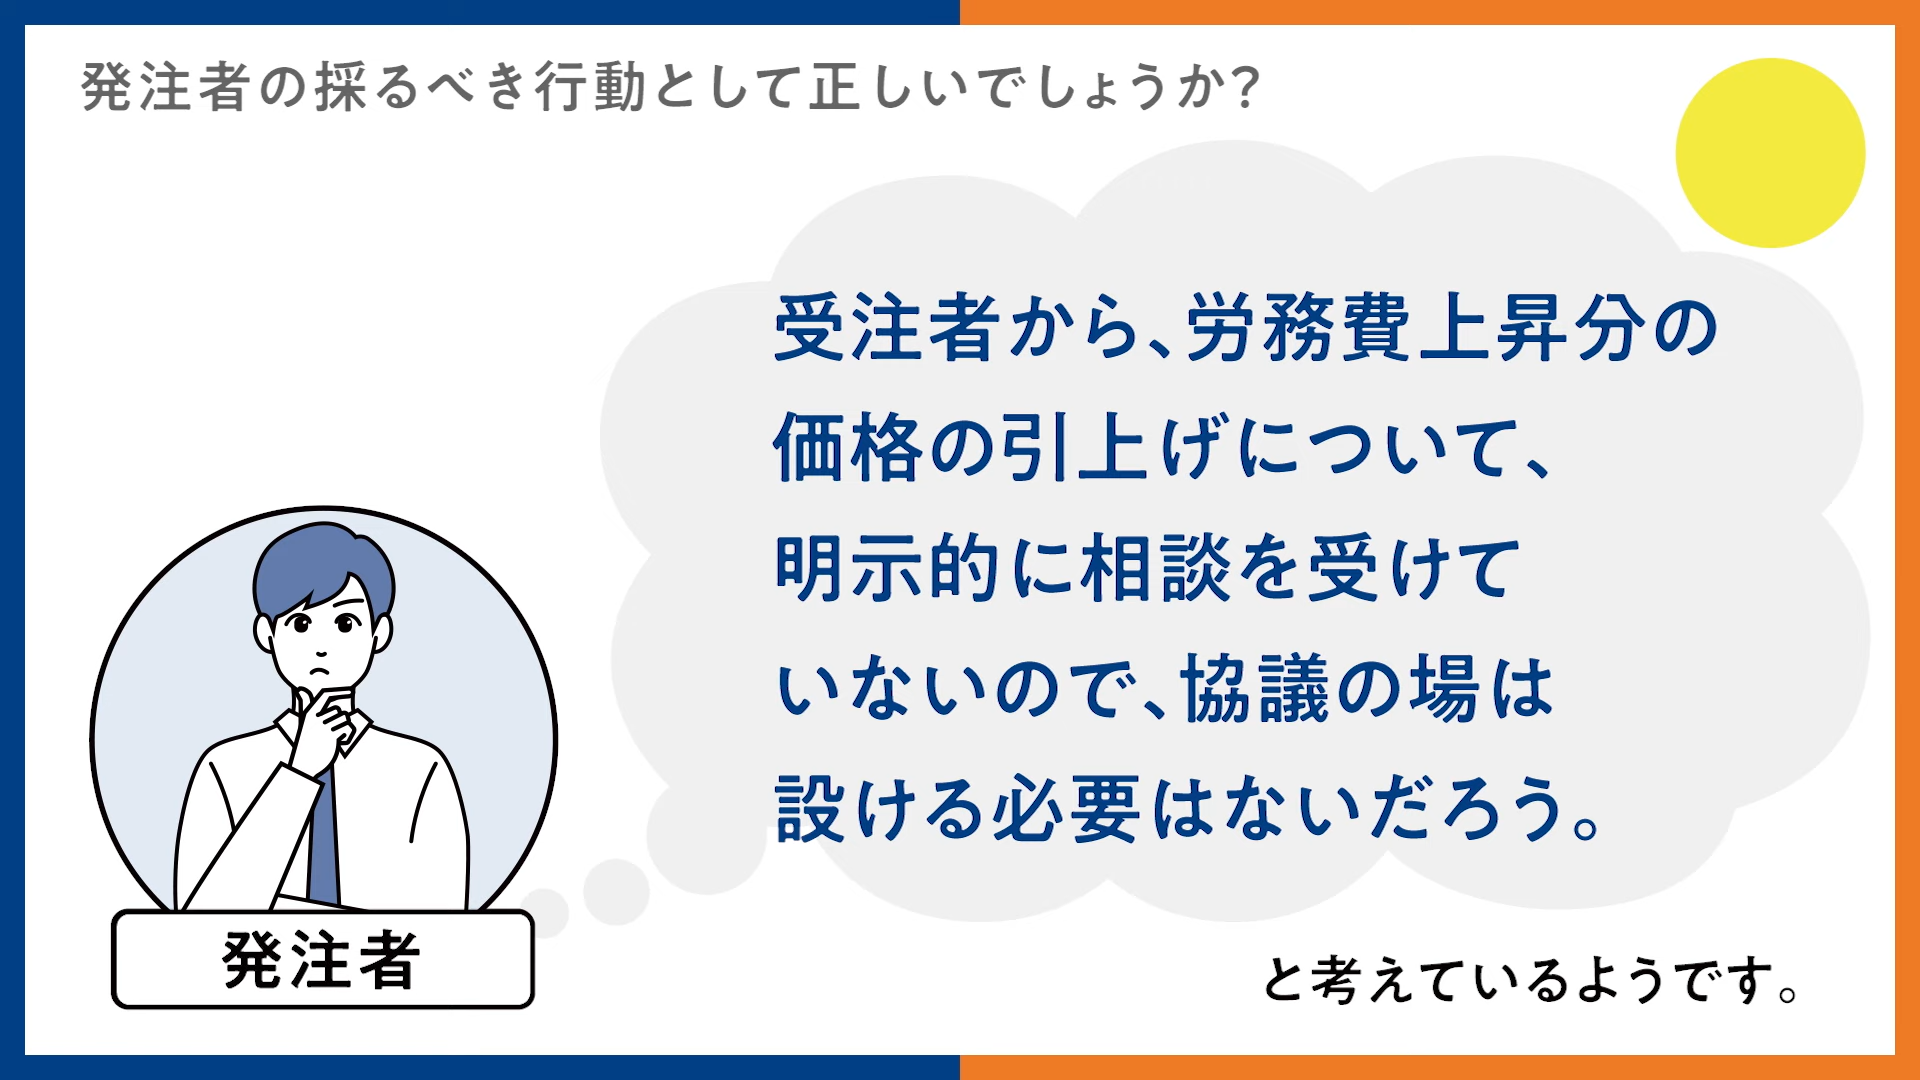 発注者の採るべき行動として正しいでしょうか?
受注者から、労務費上昇分の
価格の引上げについて、
明示的に相談を受けて
いないので、協議の場は
設ける必要はないだろう。
発注者
と考えているようです。